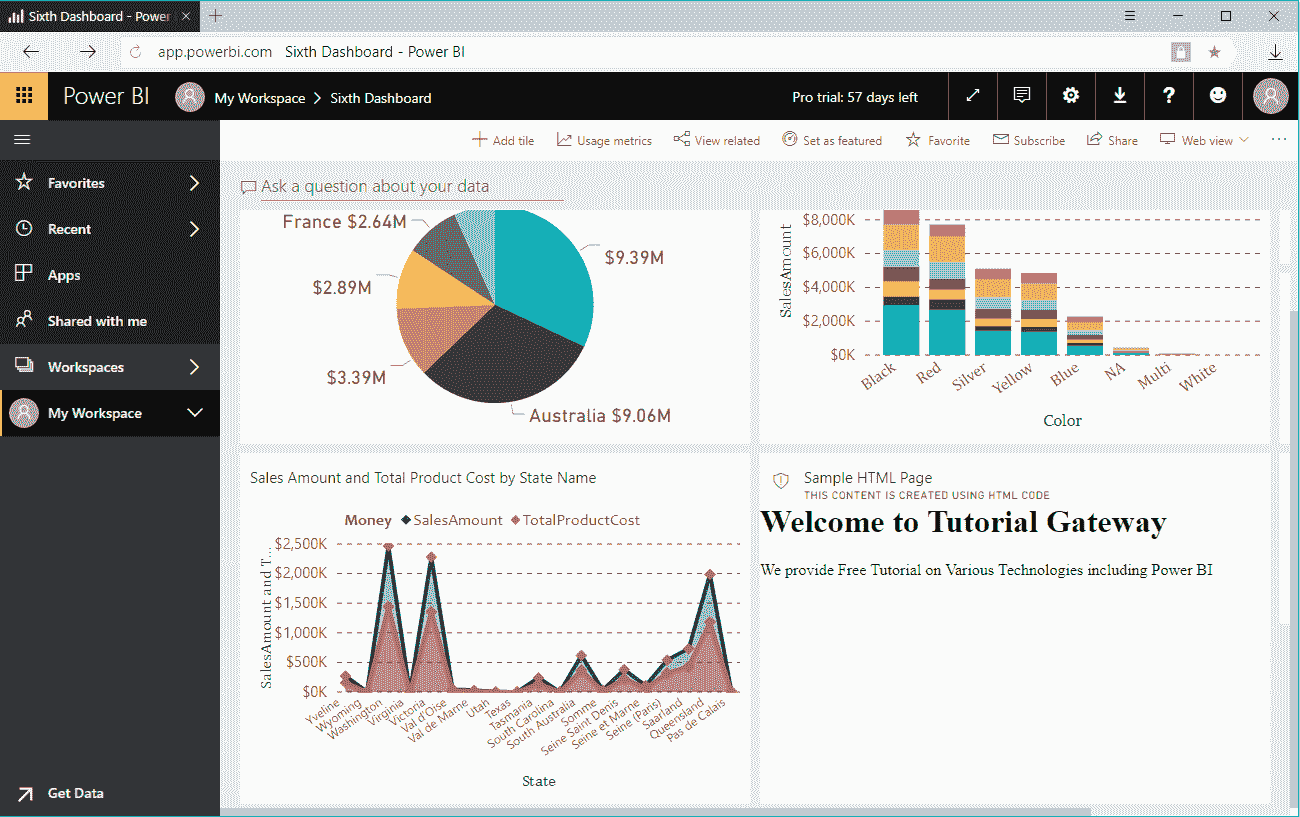 Sixth Dashboard - Power
app.powerbi.com Sixth Dashboard - Power BI
Power BI My Workspace > Sixth Dashboard Pro trial: 57 days left ?
Add tile Usage metrics View related Set as featured Favorite Subscribe Share Web view ...
Favorites
Recent
Apps
Shared with me
Workspaces
My Workspace
Get Data
Ask a question about your data
France $2.64M
$9.39M
$2.89M
$3.39M
Australia $9.06M
SalesAmount
$8,000K
$6,000K
$4,000K
$2,000K
$0K
Black Red Silver Yellow Blue NA Multi White
Color
Sales Amount and Total Product Cost by State Name
Money SalesAmount TotalProductCost
SalesAmount and T...
$2,500K
$2,000K
$1,500K
$1,000K
$500K
$0K
Yveline Wyoming Washington Virginia Victoria Val d'Oise Val de Marne Utah Texas Tasmania South Carolina South Australia Somme Seine Saint Denis Seine et Marne Seine (Paris) Saarland Queensland Pas de Calais
State
Sample HTML Page
THIS CONTENT IS CREATED USING HTML CODE
Welcome to Tutorial Gateway
We provide Free Tutorial on Various Technologies including Power BI